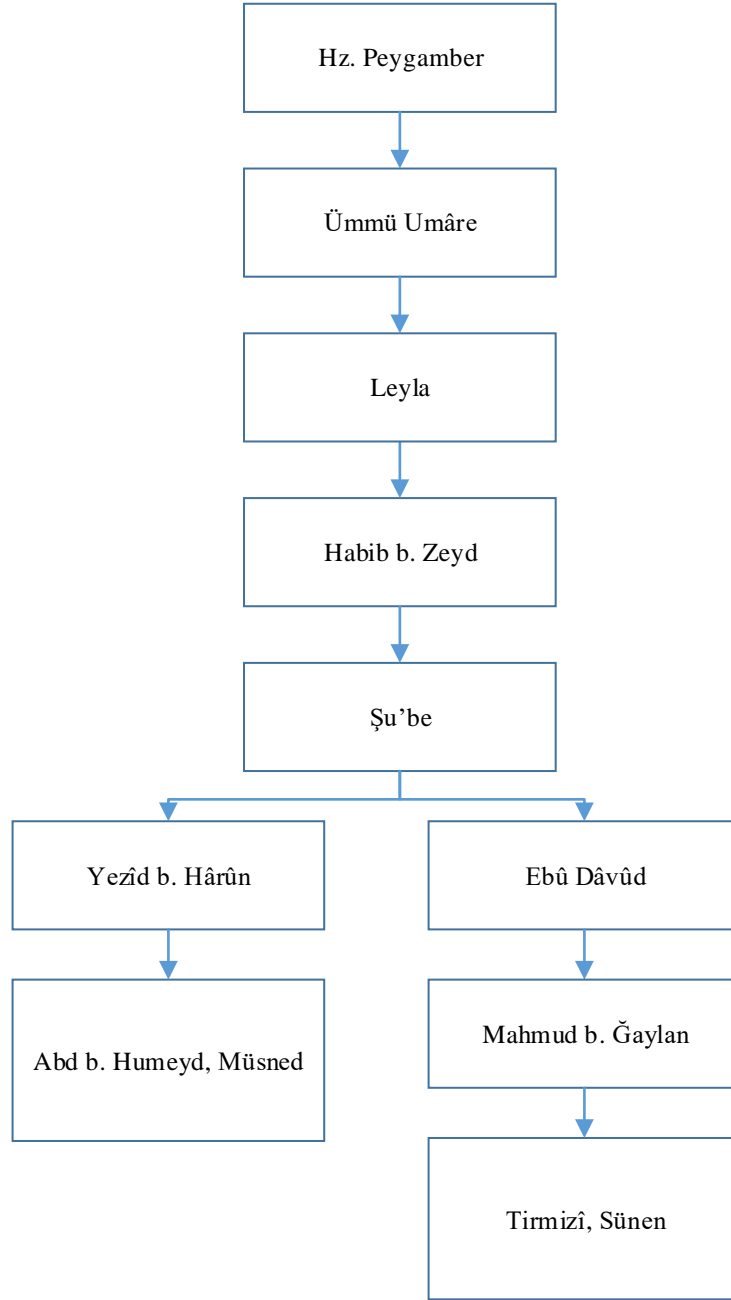 Hz. Peygamber
Ümmü Umâre
Leyla
Habib b. Zeyd
Şu’be
Yezîd b. Hârûn
Ebû Dâvûd
Abd b. Humeyd, Müsned
Mahmud b. Ğaylan
Tirmizî, Sünen